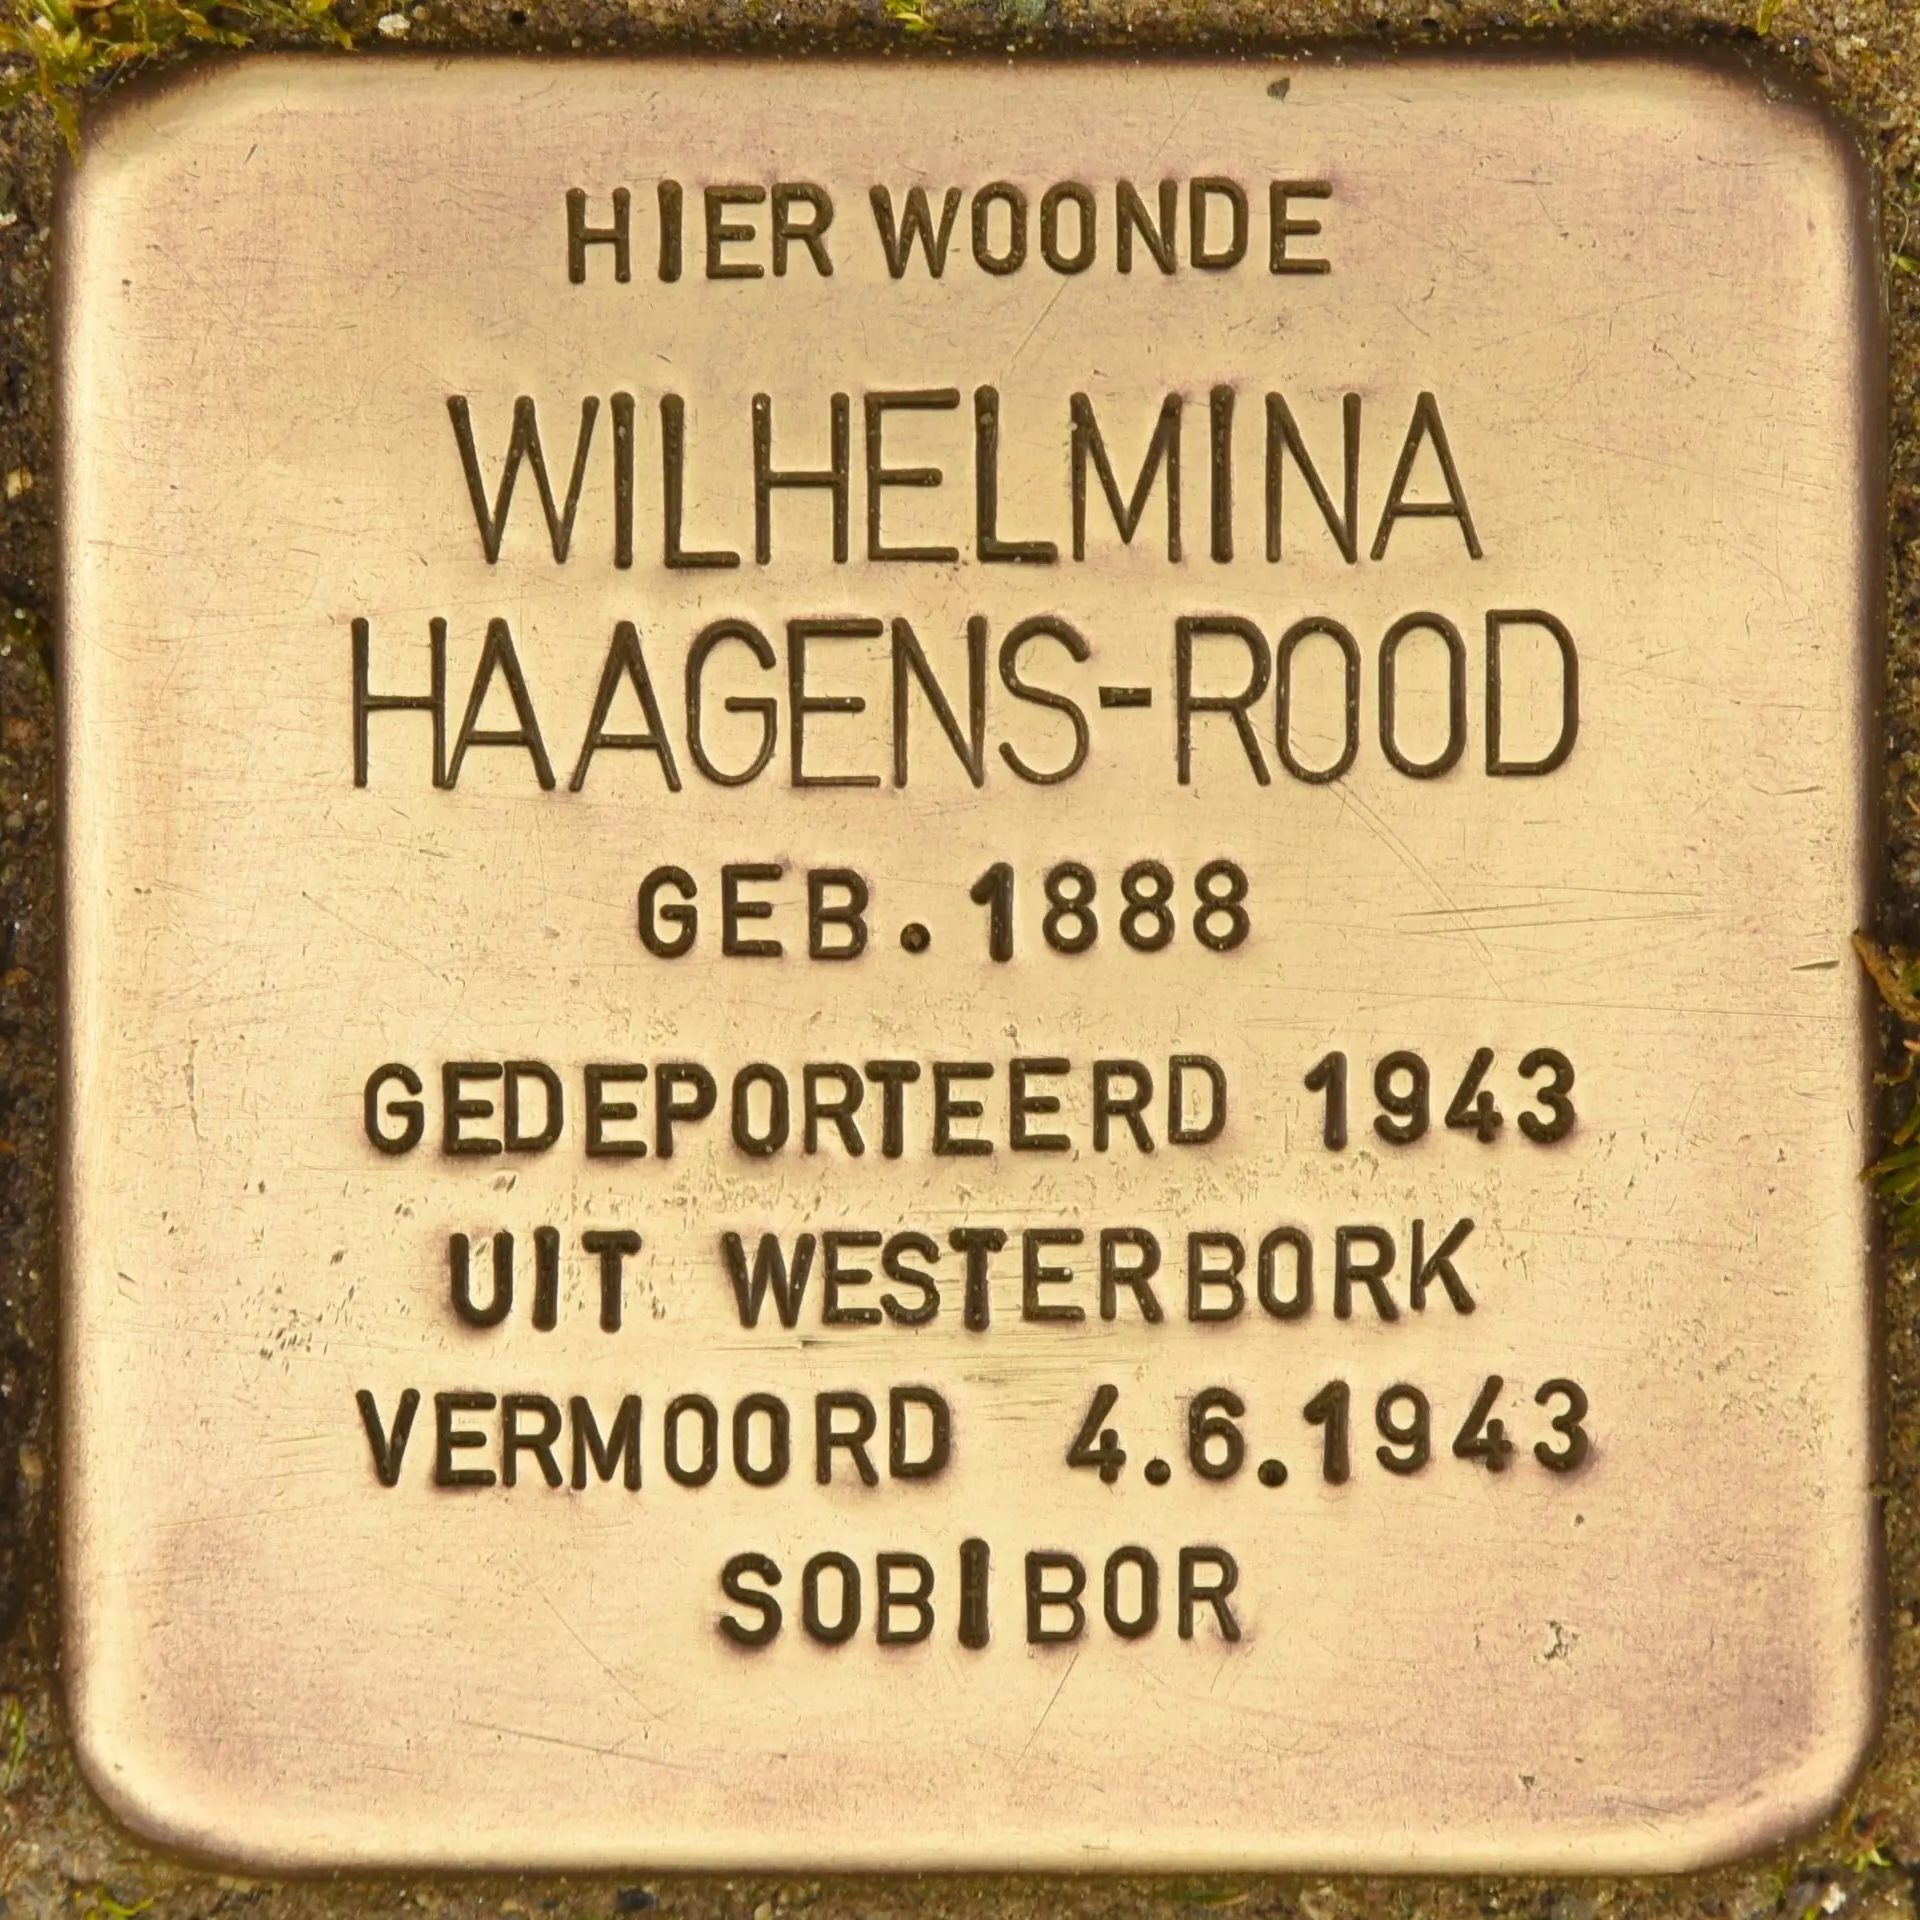 HIER WOONDE
WILHELMINA
HAAGENS-ROOD
GEB. 1888
GEDEPORTEERD 1943
UIT WESTERBORK
VERMOORD 4.6.1943
SOBIBOR